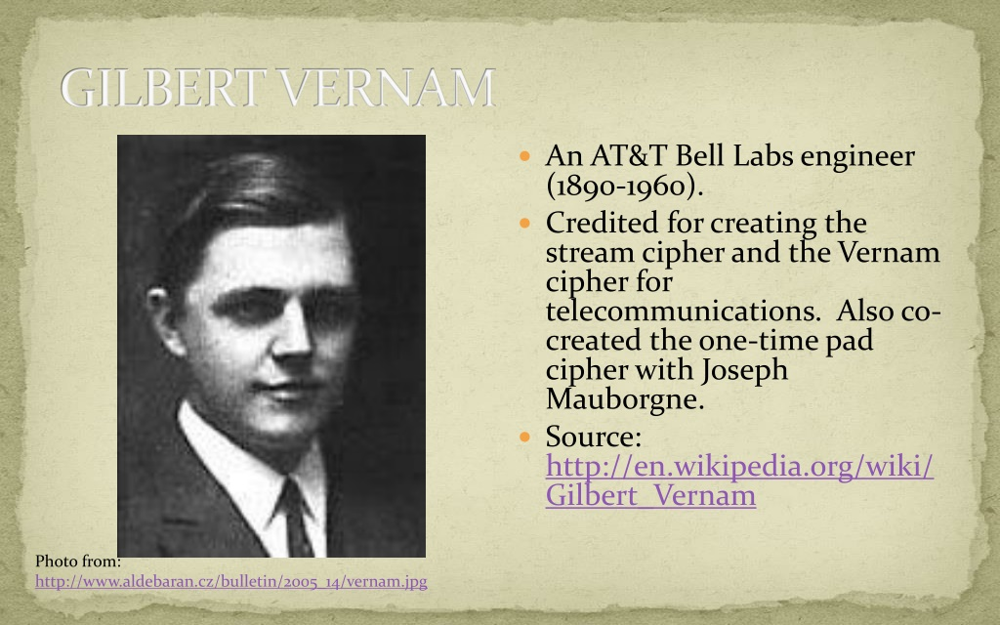 GILBERT VERNAM
An AT&T Bell Labs engineer
(1890-1960).
Credited for creating the
stream cipher and the Vernam
cipher for
telecommunications.  Also co-
created the one-time pad
cipher with Joseph
Mauborgne.
Source:
http://en.wikipedia.org/wiki/
Gilbert_Vernam
Photo from:
http://www.aldebaran.cz/bulletin/2005_14/vernam.jpg